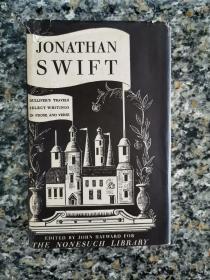 JONATHAN
SWIFT
GULLIVER'S TRAVELS
SELECT WRITINGS
IN PROSE AND VERSE
EDITED BY JOHN HAYWARD FOR
THE NONESUCH LIBRARY